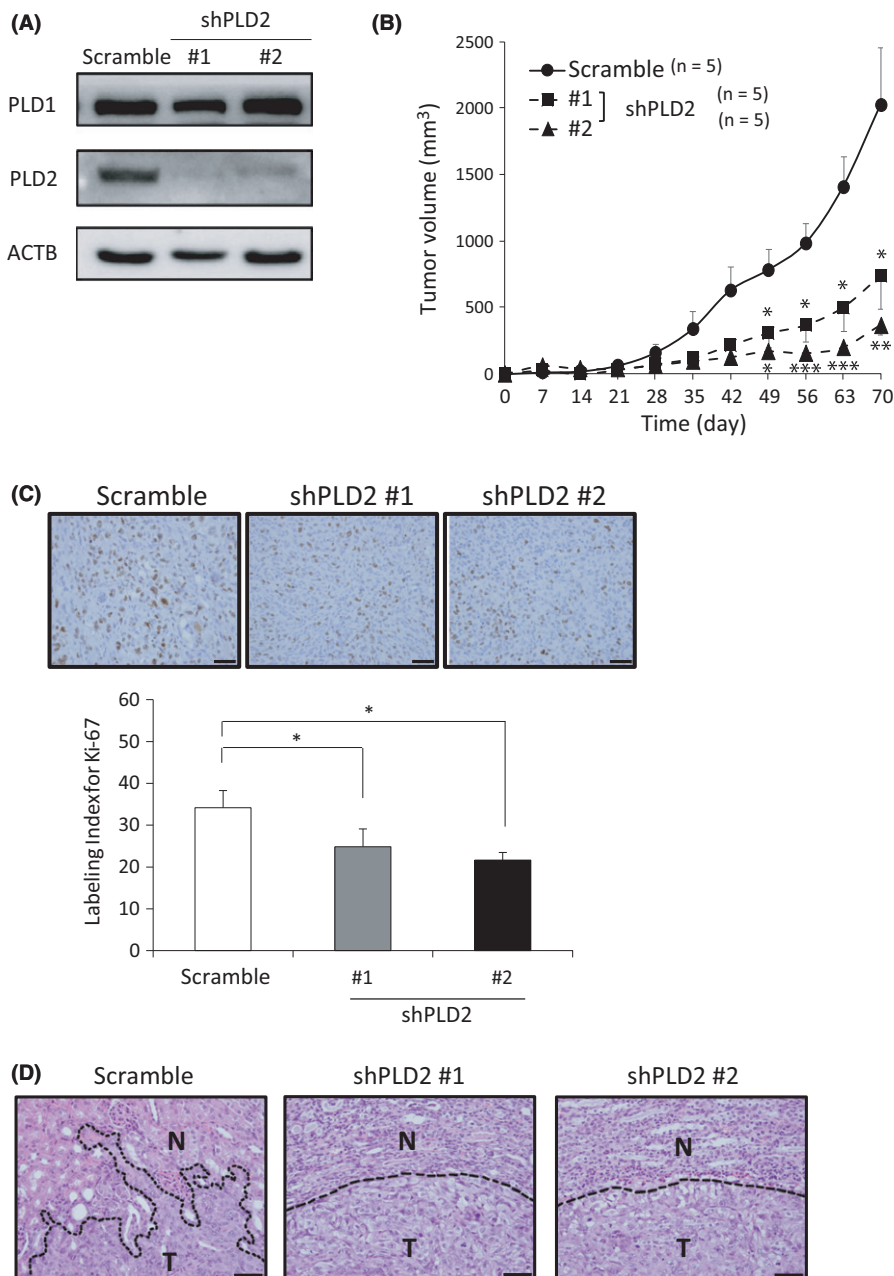 (A)
shPLD2
Scramble #1 #2
PLD1
PLD2
ACTB
(B)
Tumor volume (mm³)
2500
2000
1500
1000
500
0
Scramble (n = 5)
#1 (n = 5)
shPLD2
#2 (n = 5)
* * * *
* *** *** **
0 7 14 21 28 35 42 49 56 63 70
Time (day)
(C)
Scramble shPLD2 #1 shPLD2 #2
Labeling Indexfor Ki-67
60
50
40
30
20
10
0
*
*
Scramble #1 #2
shPLD2
(D)
Scramble shPLD2 #1 shPLD2 #2
N N N
T T T